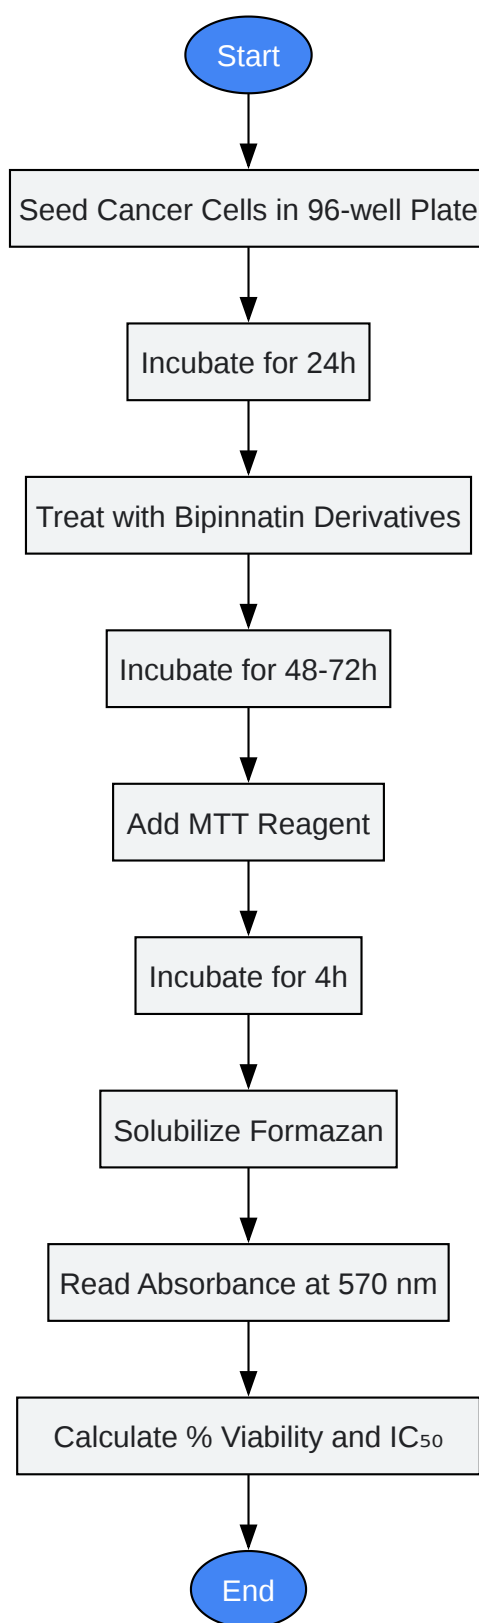 Start
Seed Cancer Cells in 96-well Plate
Incubate for 24h
Treat with Bipinnatin Derivatives
Incubate for 48-72h
Add MTT Reagent
Incubate for 4h
Solubilize Formazan
Read Absorbance at 570 nm
Calculate % Viability and IC₅₀
End